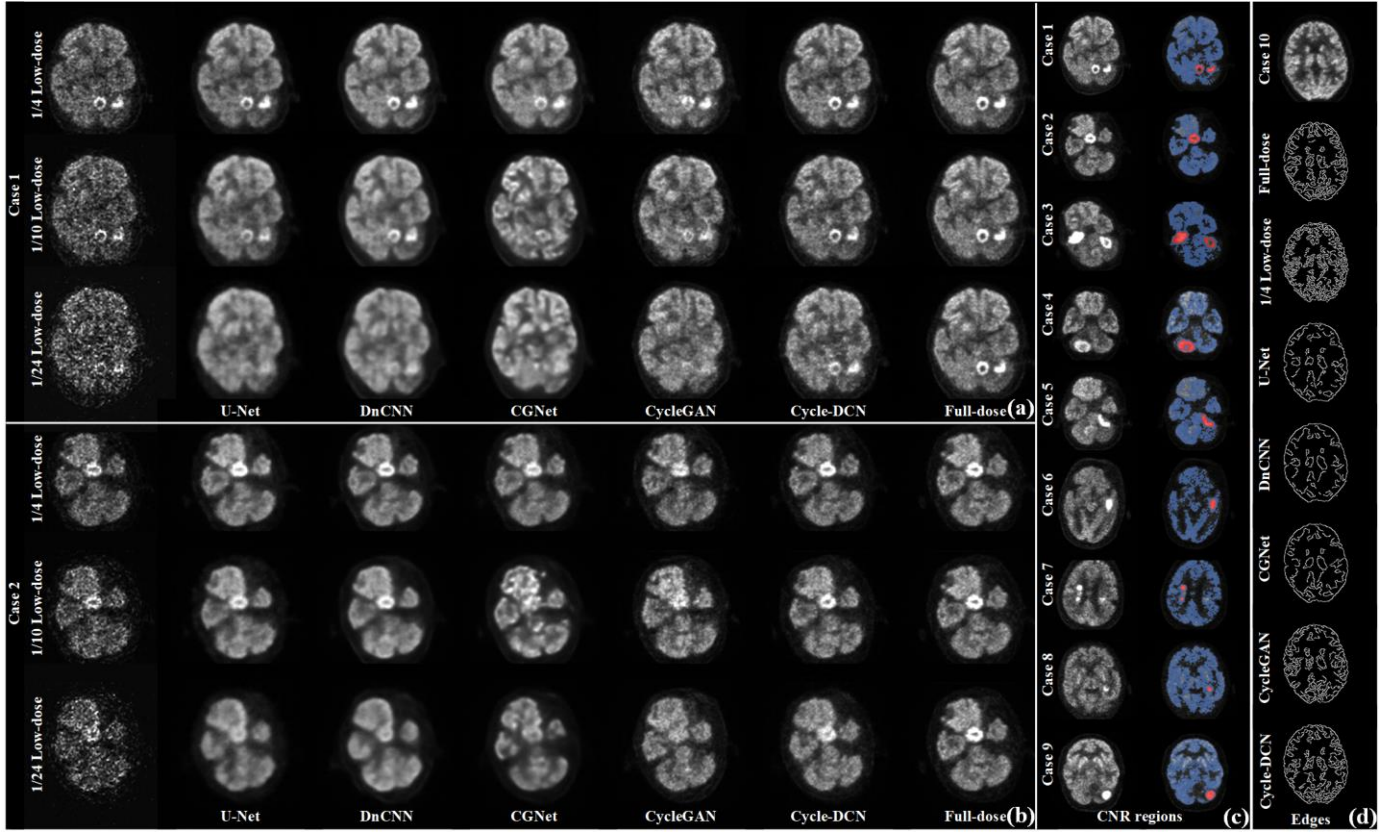 Case 1
1/4 Low-dose
1/10 Low-dose
1/24 Low-dose
U-Net
DnCNN
CGNet
CycleGAN
Cycle-DCN
Full-dose
(a)
Case 2
1/4 Low-dose
1/10 Low-dose
1/24 Low-dose
U-Net
DnCNN
CGNet
CycleGAN
Cycle-DCN
Full-dose
(b)
Case 1
Case 2
Case 3
Case 4
Case 5
Case 6
Case 7
Case 8
Case 9
CNR regions
(c)
Case 10
Full-dose
1/4 Low-dose
U-Net
DnCNN
CGNet
CycleGAN
Cycle-DCN
Edges
(d)